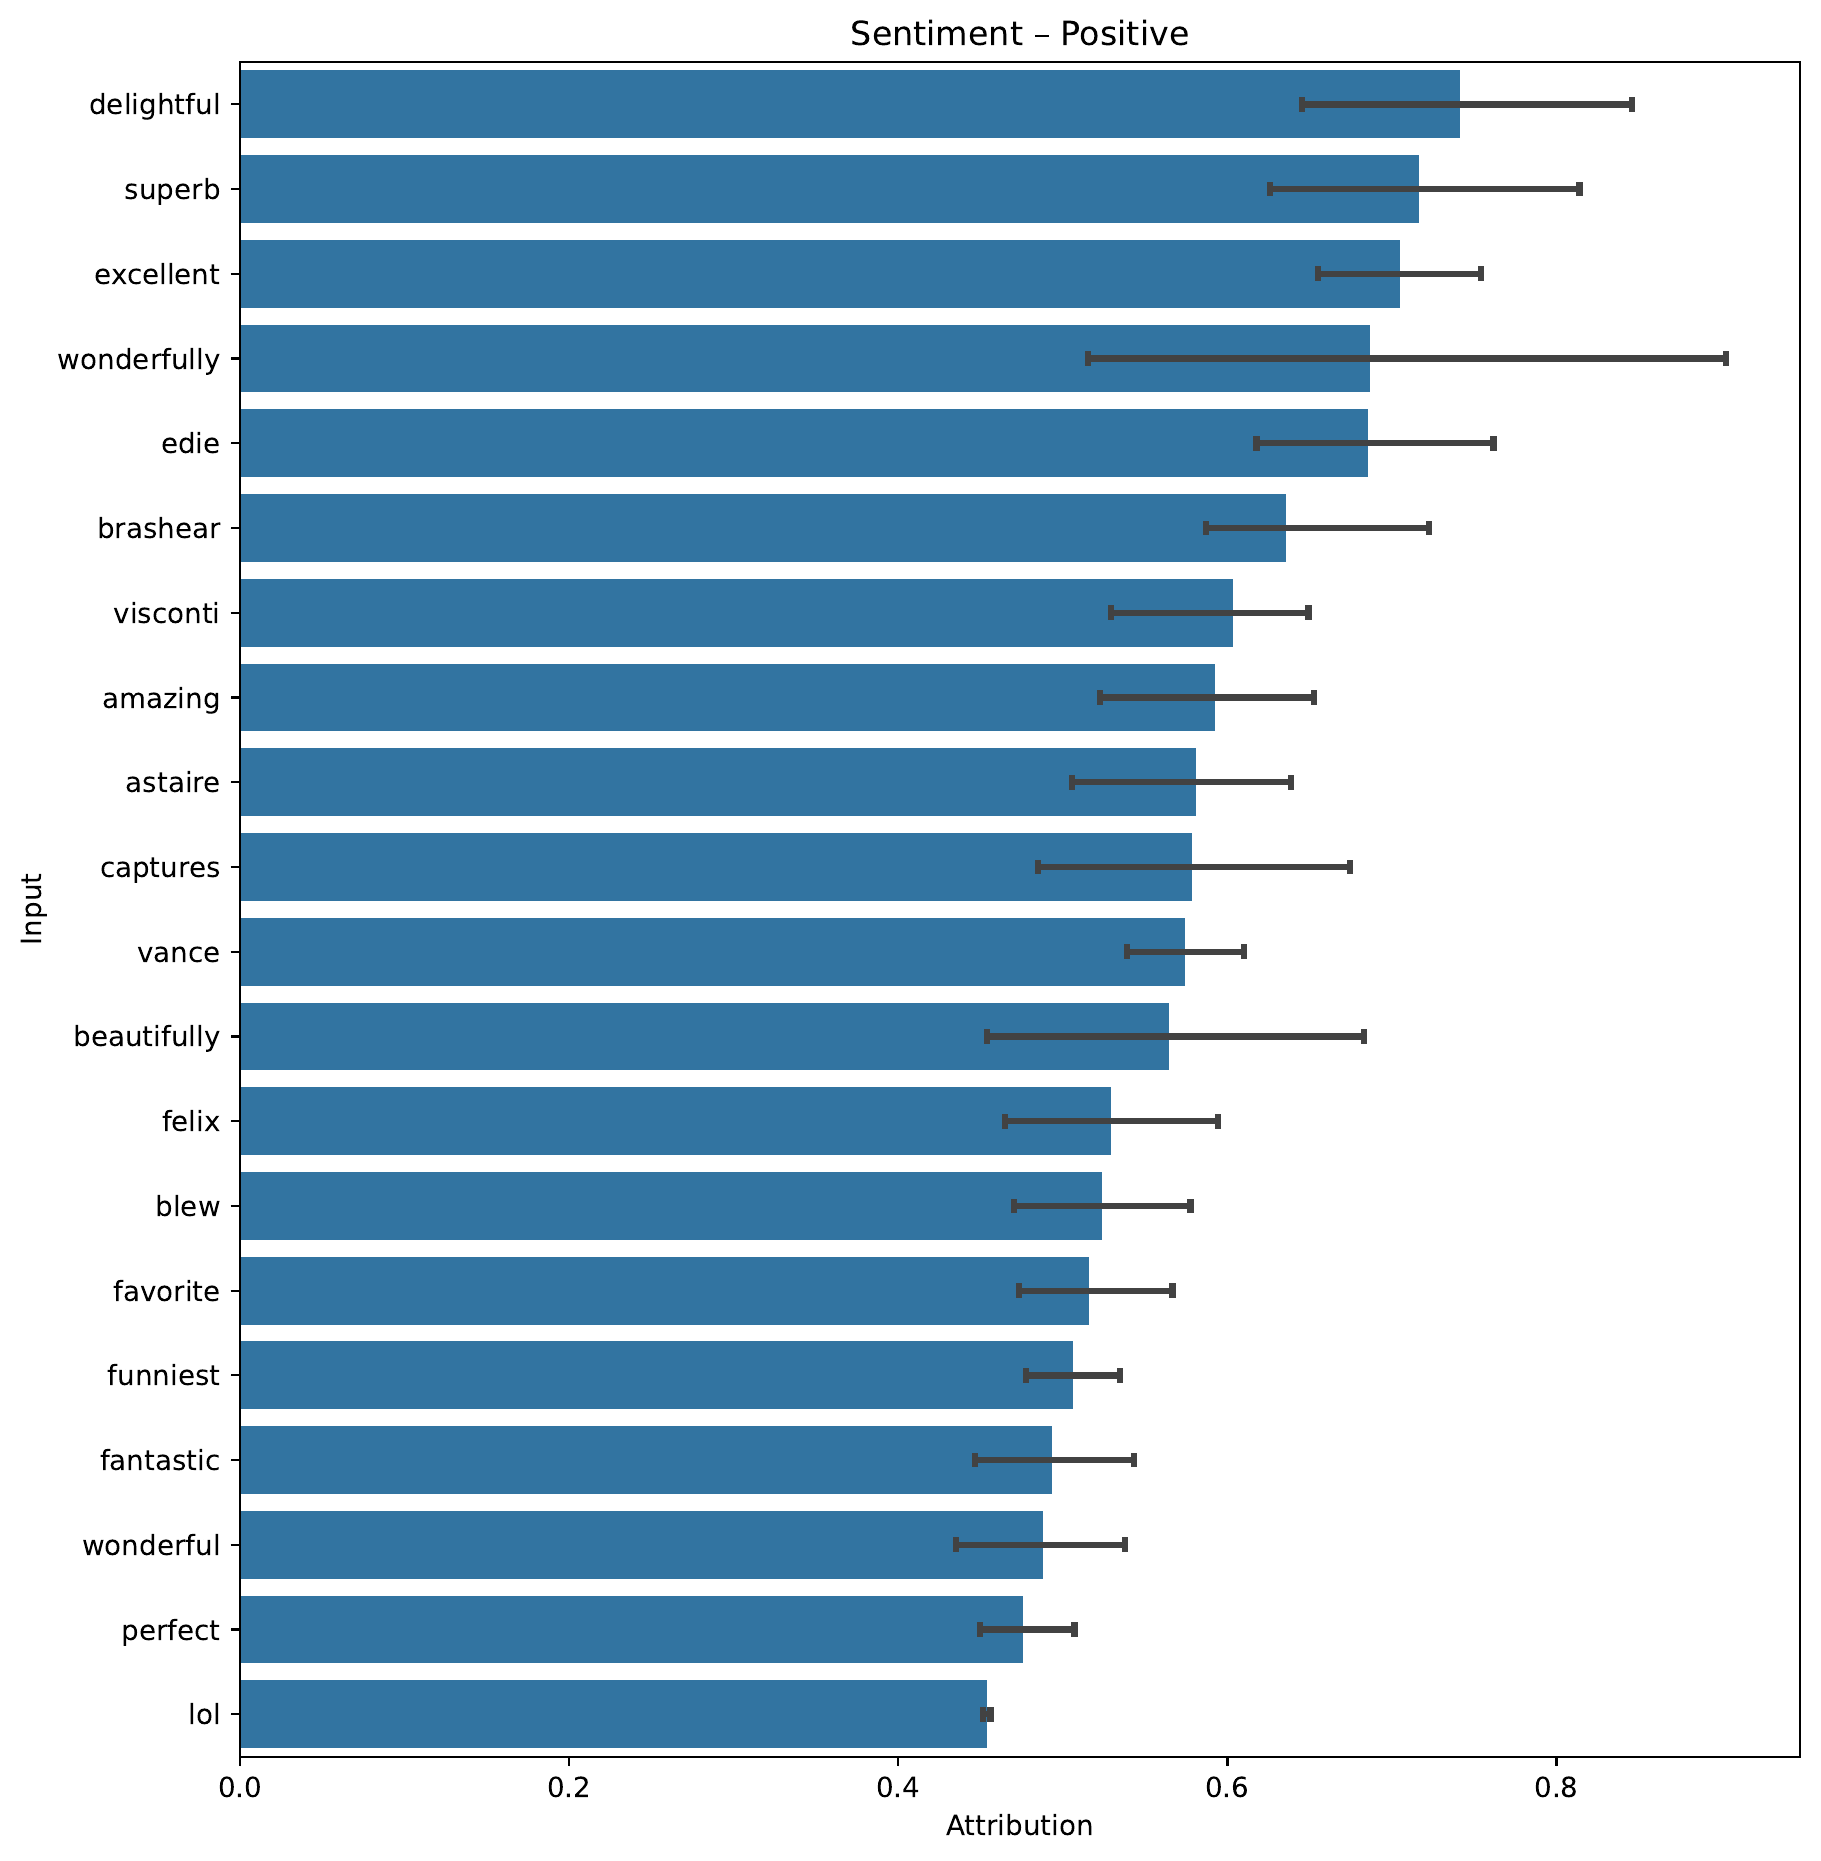 Sentiment – Positive
delightful
superb
excellent
wonderfully
edie
brashear
visconti
amazing
astaire
captures
vance
beautifully
felix
blew
favorite
funniest
fantastic
wonderful
perfect
lol
Input
0.0 0.2 0.4 0.6 0.8
Attribution